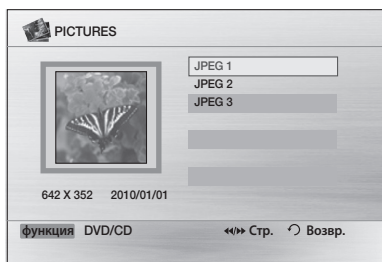 PICTURES
JPEG 1
JPEG 2
JPEG 3
642 X 352 2010/01/01
функция DVD/CD ◀◀/▶▶ Стр. ⤺ Возвр.